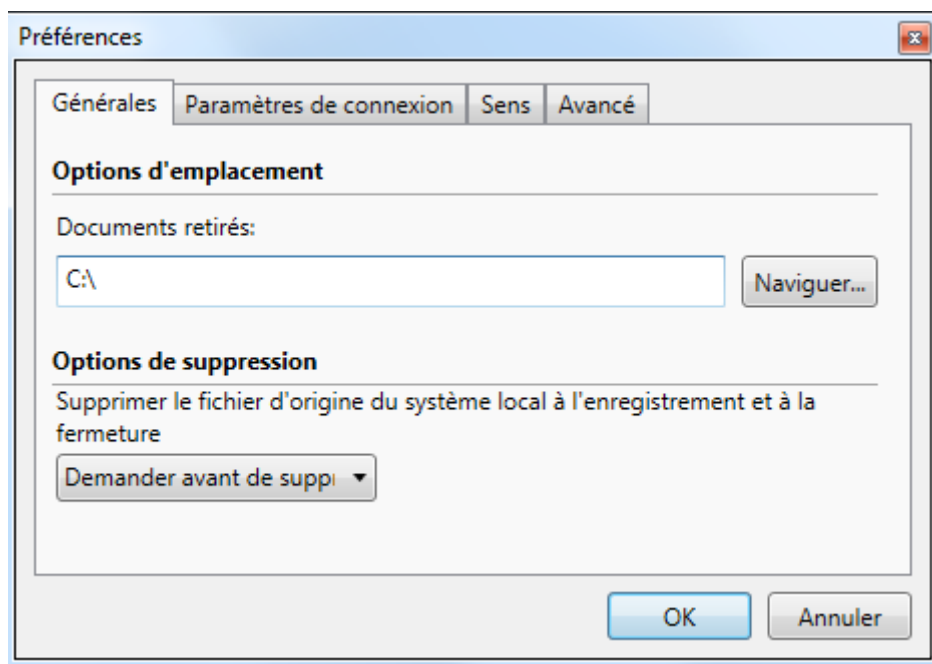 Préférences
Générales Paramètres de connexion Sens Avancé
Options d'emplacement
Documents retirés:
C:\
Naviguer...
Options de suppression
Supprimer le fichier d'origine du système local à l'enregistrement et à la
fermeture
Demander avant de suppr
OK Annuler